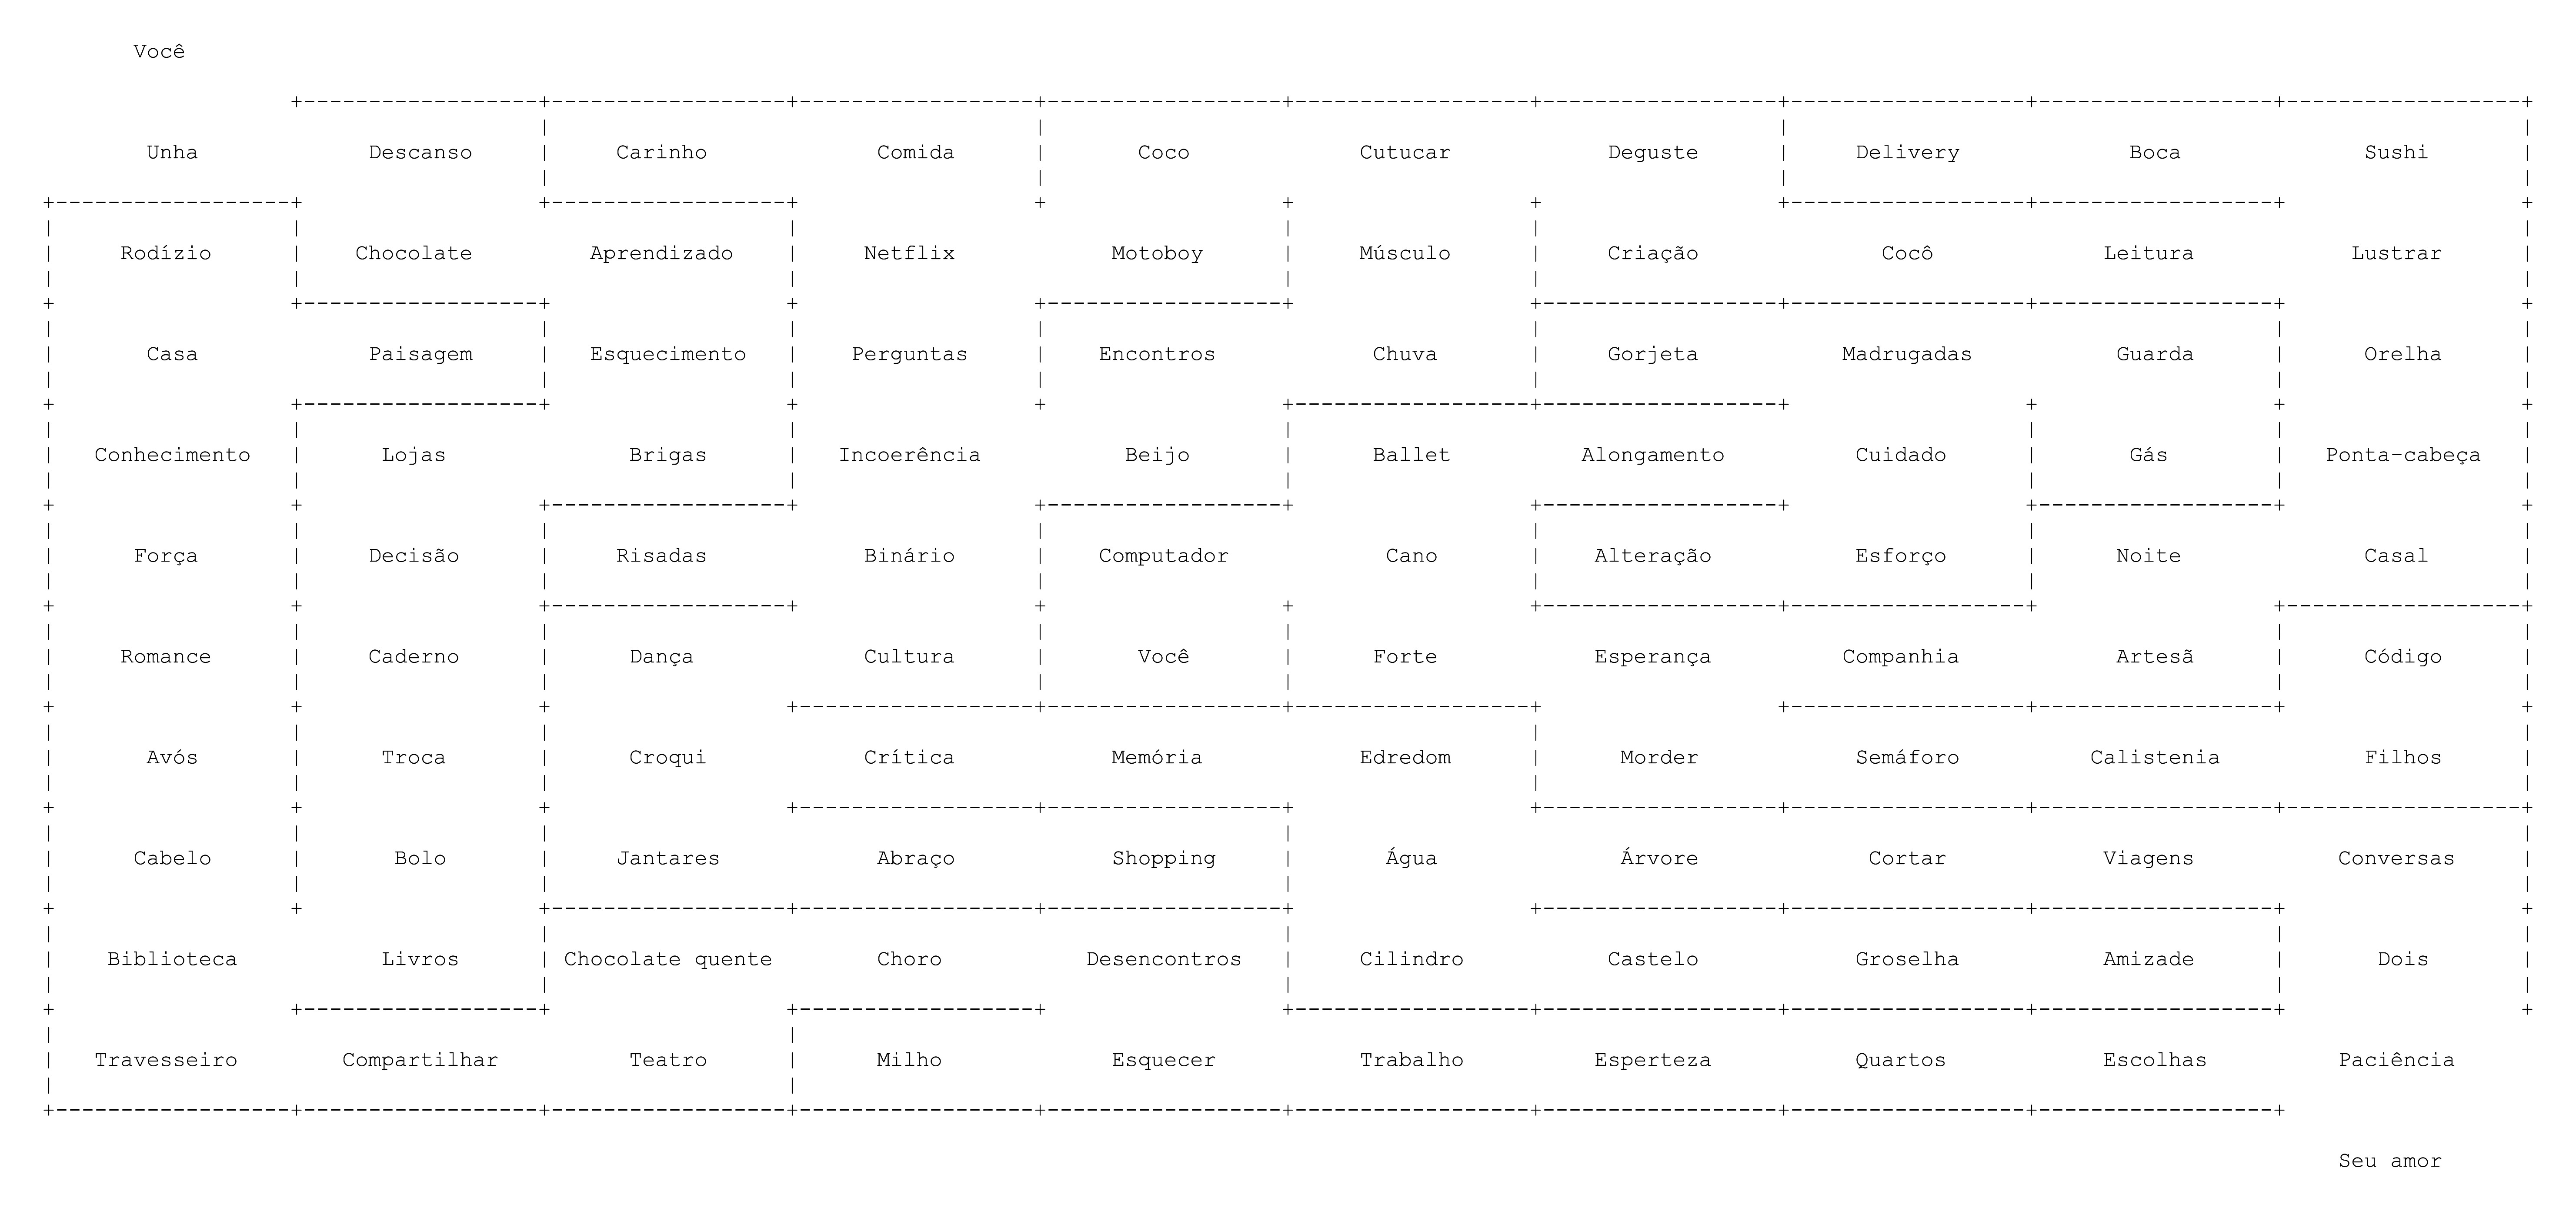 Você
Unha Descanso Carinho Comida Coco Cutucar Deguste Delivery Boca Sushi
Rodízio Chocolate Aprendizado Netflix Motoboy Músculo Criação Cocô Leitura Lustrar
Casa Paisagem Esquecimento Perguntas Encontros Chuva Gorjeta Madrugadas Guarda Orelha
Conhecimento Lojas Brigas Incoerência Beijo Ballet Alongamento Cuidado Gás Ponta-cabeça
Força Decisão Risadas Binário Computador Cano Alteração Esforço Noite Casal
Romance Caderno Dança Cultura Você Forte Esperança Companhia Artesã Código
Avós Troca Croqui Crítica Memória Edredom Morder Semáforo Calistenia Filhos
Cabelo Bolo Jantares Abraço Shopping Água Árvore Cortar Viagens Conversas
Biblioteca Livros Chocolate quente Choro Desencontros Cilindro Castelo Groselha Amizade Dois
Travesseiro Compartilhar Teatro Milho Esquecer Trabalho Esperteza Quartos Escolhas Paciência
Seu amor